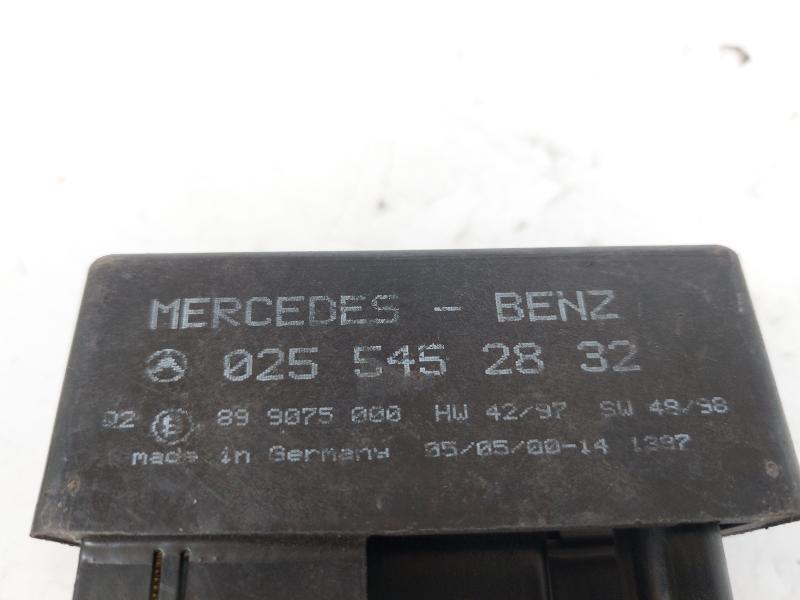 MERCEDES - BENZ
025 545 28 32
02 E 89 9075 000 HW 42/97 SW 48/98
made in Germany 05/05/00-14 1397